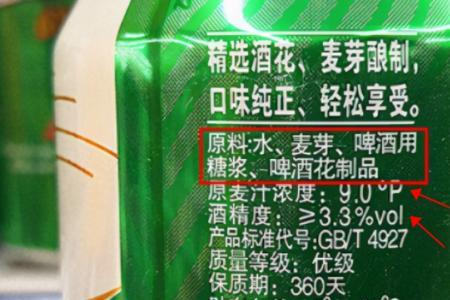 精选酒花、麦芽酿制，
口味纯正、轻松享受。
原料:水、麦芽、啤酒用
糖浆、啤酒花制品
原麦汁浓度：9.0°P
酒精度：≥3.3%vol
产品标准代号:GB/T 4927
质量等级：优级
保质期：360天